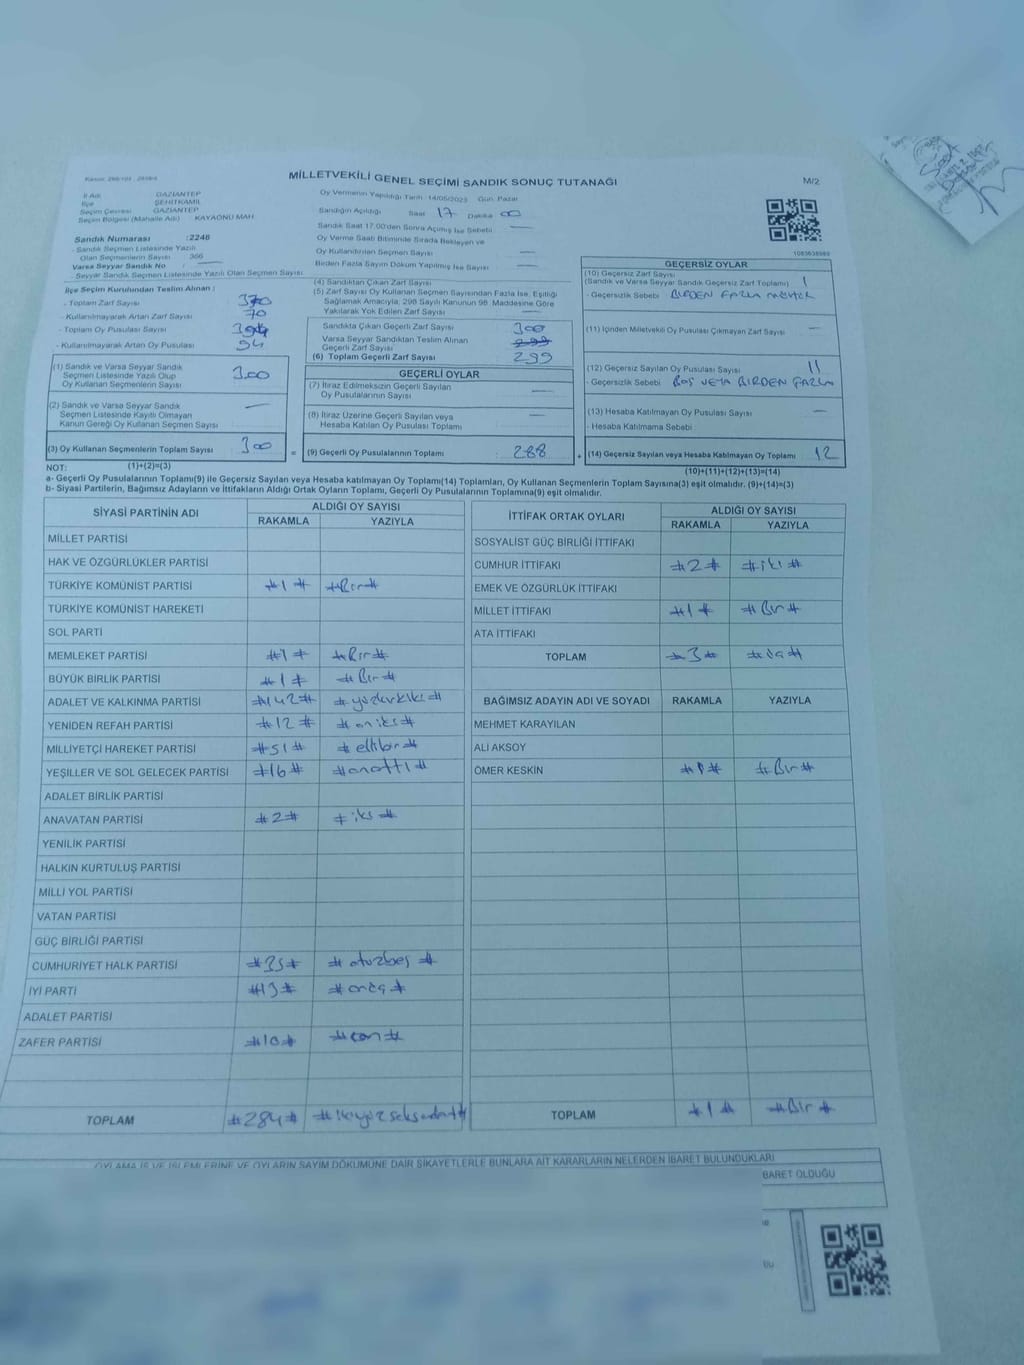 MİLLETVEKİLİ GENEL SEÇİMİ SANDIK SONUÇ TUTANAĞI
M/2
İl Adı GAZİANTEP
İlçe ŞEHİTKAMİL
Seçim Çevresi GAZİANTEP
Seçim Bölgesi (Mahalle Adı) KAYAÖNÜ MAH
Sandık Numarası :2246
- Sandık Seçmen Listesinde Yazılı
Olan Seçmenlerin Sayısı 366
Varsa Seyyar Sandık No :
- Seyyar Sandık Seçmen Listesinde Yazılı Olan Seçmen Sayısı
Oy Vermenin Yapıldığı Tarih 14/05/2023 Gün Pazar
Sandığın Açıldığı Saat 17 Dakika 00
Sandık Saat 17.00'den Sonra Açılmış İse Sebebi
Oy Verme Saati Bitiminde Sırada Bekleyen ve
Oy Kullandırılan Seçmen Sayısı
Birden Fazla Sayım Döküm Yapılmış İse Sayısı
1083638989
İlçe Seçim Kurulundan Teslim Alınan :
- Toplam Zarf Sayısı 370
- Kullanılmayarak Artan Zarf Sayısı 70
- Toplam Oy Pusulası Sayısı 394
- Kullanılmayarak Artan Oy Pusulası 94
(1) Sandık ve Varsa Seyyar Sandık
Seçmen Listesinde Yazılı Olup
Oy Kullanan Seçmenlerin Sayısı 300
(2) Sandık ve Varsa Seyyar Sandık
Seçmen Listesinde Kayıtlı Olmayan
Kanun Gereği Oy Kullanan Seçmen Sayısı —
(3) Oy Kullanan Seçmenlerin Toplam Sayısı 300
(1)+(2)=(3)
(4) Sandıktan Çıkan Zarf Sayısı
(5) Zarf Sayısı Oy Kullanan Seçmen Sayısından Fazla İse, Eşitliği
Sağlamak Amacıyla, 298 Sayılı Kanunun 98. Maddesine Göre
Yakılarak Yok Edilen Zarf Sayısı —
Sandıkta Çıkan Geçerli Zarf Sayısı 300
Varsa Seyyar Sandıktan Teslim Alınan
Geçerli Zarf Sayısı 299
(6) Toplam Geçerli Zarf Sayısı 299
GEÇERLİ OYLAR
(7) İtiraz Edilmeksizin Geçerli Sayılan
Oy Pusulalarının Sayısı —
(8) İtiraz Üzerine Geçerli Sayılan veya
Hesaba Katılan Oy Pusulası Toplamı —
= (9) Geçerli Oy Pusulalarının Toplamı : 288
GEÇERSİZ OYLAR
(10) Geçersiz Zarf Sayısı
(Sandık ve Varsa Seyyar Sandık Geçersiz Zarf Toplamı) 1
- Geçersizlik Sebebi BİRDEN FAZLA MÜHÜR
(11) İçinden Milletvekili Oy Pusulası Çıkmayan Zarf Sayısı —
(12) Geçersiz Sayılan Oy Pusulası Sayısı 11
- Geçersizlik Sebebi BOŞ VEYA BİRDEN FAZLA
(13) Hesaba Katılmayan Oy Pusulası Sayısı —
- Hesaba Katılmama Sebebi
+ (14) Geçersiz Sayılan veya Hesaba Katılmayan Oy Toplamı 12
(10)+(11)+(12)+(13)=(14)
NOT:
a- Geçerli Oy Pusulalarının Toplamı(9) ile Geçersiz Sayılan veya Hesaba katılmayan Oy Toplamı(14) Toplamları, Oy Kullanan Seçmenlerin Toplam Sayısına(3) eşit olmalıdır. (9)+(14)=(3)
b- Siyasi Partilerin, Bağımsız Adayların ve İttifakların Aldığı Ortak Oyların Toplamı, Geçerli Oy Pusulalarının Toplamına(9) eşit olmalıdır.
SİYASİ PARTİNİN ADI ALDIĞI OY SAYISI
RAKAMLA YAZIYLA
MİLLET PARTİSİ
HAK VE ÖZGÜRLÜKLER PARTİSİ
TÜRKİYE KOMÜNİST PARTİSİ #1# #Bir#
TÜRKİYE KOMÜNİST HAREKETİ
SOL PARTİ
MEMLEKET PARTİSİ #1# #Bir#
BÜYÜK BİRLİK PARTİSİ #1# #Bir#
ADALET VE KALKINMA PARTİSİ #142# #yüzkırkiki#
YENİDEN REFAH PARTİSİ #12# #oniki#
MİLLİYETÇİ HAREKET PARTİSİ #51# #ellibir#
YEŞİLLER VE SOL GELECEK PARTİSİ #16# #onaltı#
ADALET BİRLİK PARTİSİ
ANAVATAN PARTİSİ #2# #iki#
YENİLİK PARTİSİ
HALKIN KURTULUŞ PARTİSİ
MİLLİ YOL PARTİSİ
VATAN PARTİSİ
GÜÇ BİRLİĞİ PARTİSİ
CUMHURİYET HALK PARTİSİ #35# #otuzbeş#
İYİ PARTİ #13# #onüç#
ADALET PARTİSİ
ZAFER PARTİSİ #10# #on#
TOPLAM #284# #ikiyüzseksendört#
İTTİFAK ORTAK OYLARI ALDIĞI OY SAYISI
RAKAMLA YAZIYLA
SOSYALİST GÜÇ BİRLİĞİ İTTİFAKI
CUMHUR İTTİFAKI #2# #iki#
EMEK VE ÖZGÜRLÜK İTTİFAKI
MİLLET İTTİFAKI #1# #Bir#
ATA İTTİFAKI
TOPLAM #3# #üç#
BAĞIMSIZ ADAYIN ADI VE SOYADI RAKAMLA YAZIYLA
MEHMET KARAYILAN
ALİ AKSOY
ÖMER KESKİN #1# #Bir#
TOPLAM #1# #Bir#
OYLAMA İŞ VE İŞLEMLERİNE VE OYLARIN SAYIM DÖKÜMÜNE DAİR ŞİKAYETLERLE BUNLARA AİT KARARLARIN NELERDEN İBARET BULUNDUKLARI
BARET OLDUĞU